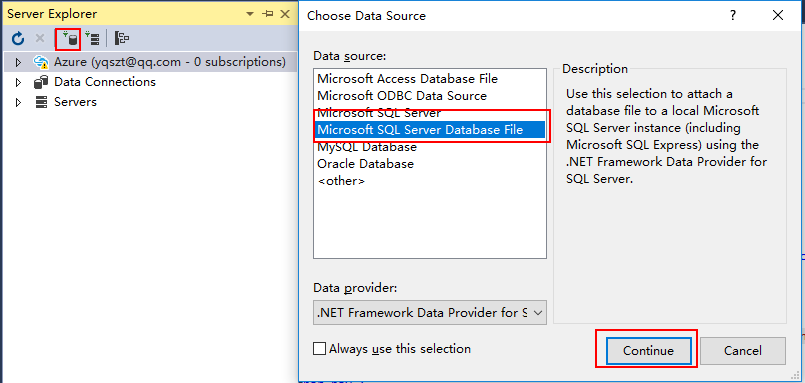 Server Explorer
Azure (yqszt@qq.com - 0 subscriptions)
Data Connections
Servers
Choose Data Source
?
Data source:
Microsoft Access Database File
Microsoft ODBC Data Source
Microsoft SQL Server
Microsoft SQL Server Database File
MySQL Database
Oracle Database
<other>
Description
Use this selection to attach a
database file to a local Microsoft
SQL Server instance (including
Microsoft SQL Express) using the
.NET Framework Data Provider for
SQL Server.
Data provider:
.NET Framework Data Provider for S
Always use this selection
Continue
Cancel